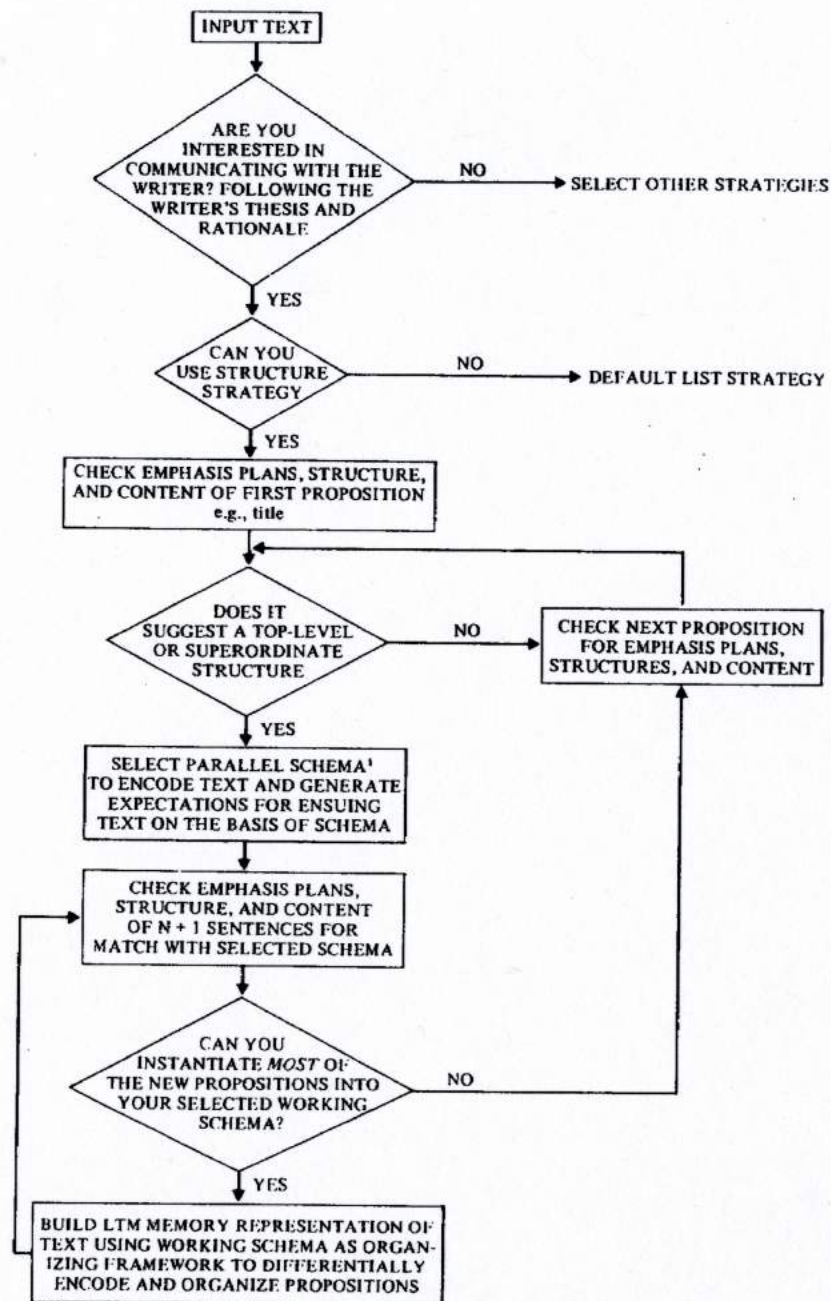 INPUT TEXT
ARE YOU
INTERESTED IN
COMMUNICATING WITH THE
WRITER? FOLLOWING THE
WRITER'S THESIS AND
RATIONALE
NO
SELECT OTHER STRATEGIES
YES
CAN YOU
USE STRUCTURE
STRATEGY
NO
DEFAULT LIST STRATEGY
YES
CHECK EMPHASIS PLANS, STRUCTURE,
AND CONTENT OF FIRST PROPOSITION
e.g., title
DOES IT
SUGGEST A TOP-LEVEL
OR SUPERORDINATE
STRUCTURE
NO
CHECK NEXT PROPOSITION
FOR EMPHASIS PLANS,
STRUCTURES, AND CONTENT
YES
SELECT PARALLEL SCHEMA¹
TO ENCODE TEXT AND GENERATE
EXPECTATIONS FOR ENSUING
TEXT ON THE BASIS OF SCHEMA
CHECK EMPHASIS PLANS,
STRUCTURE, AND CONTENT
OF N + 1 SENTENCES FOR
MATCH WITH SELECTED SCHEMA
CAN YOU
INSTANTIATE MOST OF
THE NEW PROPOSITIONS INTO
YOUR SELECTED WORKING
SCHEMA?
NO
YES
BUILD LTM MEMORY REPRESENTATION OF
TEXT USING WORKING SCHEMA AS ORGAN-
IZING FRAMEWORK TO DIFFERENTIALLY
ENCODE AND ORGANIZE PROPOSITIONS